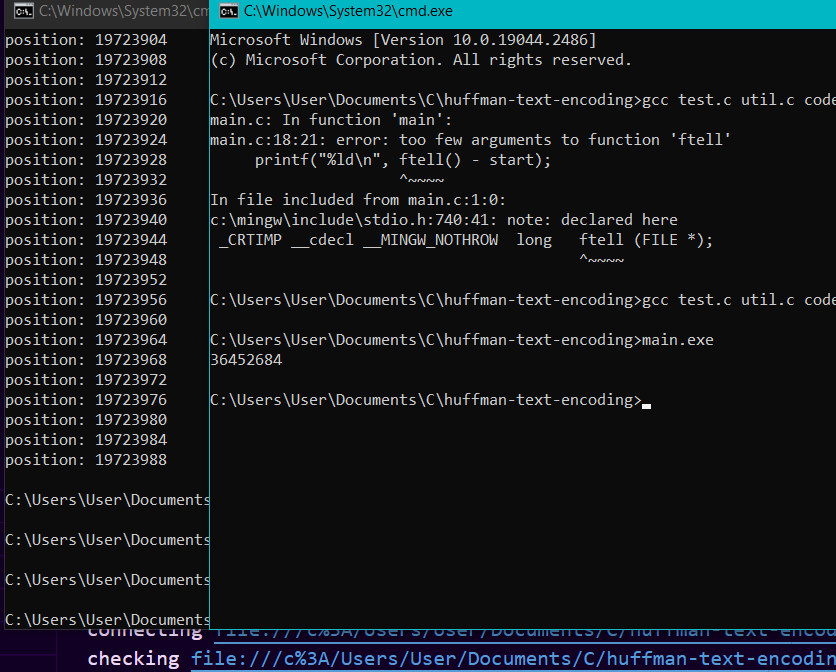 C:\Windows\System32\cm
position: 19723904
position: 19723908
position: 19723912
position: 19723916
position: 19723920
position: 19723924
position: 19723928
position: 19723932
position: 19723936
position: 19723940
position: 19723944
position: 19723948
position: 19723952
position: 19723956
position: 19723960
position: 19723964
position: 19723968
position: 19723972
position: 19723976
position: 19723980
position: 19723984
position: 19723988
C:\Users\User\Documents
C:\Users\User\Documents
C:\Users\User\Documents
C:\Users\User\Documents
C:\Windows\System32\cmd.exe
Microsoft Windows [Version 10.0.19044.2486]
(c) Microsoft Corporation. All rights reserved.
C:\Users\User\Documents\C\huffman-text-encoding>gcc test.c util.c code
main.c: In function 'main':
main.c:18:21: error: too few arguments to function 'ftell'
printf("%ld\n", ftell() - start);
^~~~~
In file included from main.c:1:0:
c:\mingw\include\stdio.h:740:41: note: declared here
_CRTIMP __cdecl __MINGW_NOTHROW  long   ftell (FILE *);
^~~~~
C:\Users\User\Documents\C\huffman-text-encoding>gcc test.c util.c code
C:\Users\User\Documents\C\huffman-text-encoding>main.exe
36452684
C:\Users\User\Documents\C\huffman-text-encoding>
connecting file:///c%3A/Users/User/Documents/C/huffman-text-encod
checking file:///c%3A/Users/User/Documents/C/huffman-text-encodin